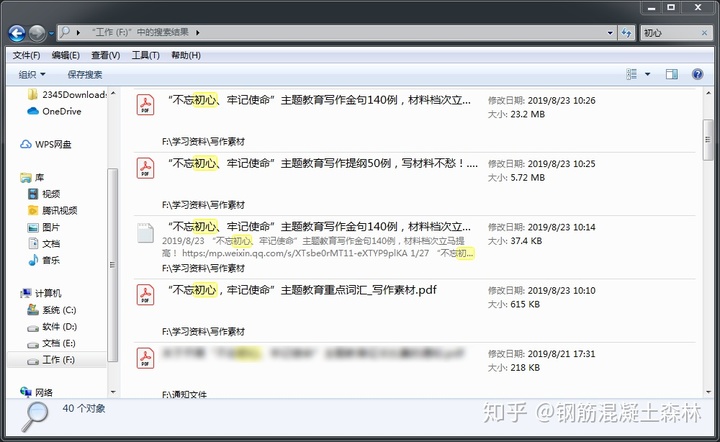 “工作 (F:)”中的搜索结果
初心
文件(F) 编辑(E) 查看(V) 工具(T) 帮助(H)
组织 保存搜索
2345Downloads
OneDrive
WPS网盘
库
视频
腾讯视频
图片
文档
音乐
计算机
系统 (C:)
软件 (D:)
文档 (E:)
工作 (F:)
网络
“不忘初心、牢记使命”主题教育写作金句140例，材料档次立...
修改日期: 2019/8/23 10:26
大小: 23.2 MB
F:\学习资料\写作素材
“不忘初心、牢记使命”主题教育写作提纲50例，写材料不愁！....
修改日期: 2019/8/23 10:25
大小: 5.72 MB
F:\学习资料\写作素材
“不忘初心、牢记使命”主题教育写作金句140例，材料档次立...
2019/8/23 “不忘初心、牢记使命”主题教育写作金句140例，材料档次立马提
高！ https://mp.weixin.qq.com/s/XTsbe0rMT11-eXTYP9plKA 1/27 “不忘初...
修改日期: 2019/8/23 10:14
大小: 37.4 KB
F:\学习资料\写作素材
“不忘初心，牢记使命”主题教育重点词汇_写作素材.pdf
修改日期: 2019/8/23 10:10
大小: 615 KB
F:\学习资料\写作素材
修改日期: 2019/8/21 17:31
大小: 218 KB
F:\通知文件
40 个对象
知乎 @钢筋混凝土森林